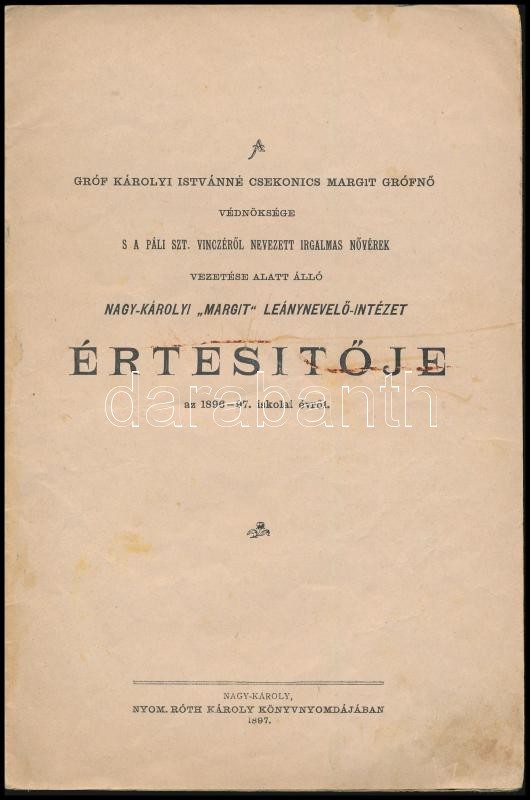 A
GRÓF KÁROLYI ISTVÁNNÉ CSEKONICS MARGIT GRÓFNŐ
VÉDNÖKSÉGE
S A PÁLI SZT. VINCZÉRŐL NEVEZETT IRGALMAS NŐVÉREK
VEZETÉSE ALATT ÁLLÓ
NAGY-KÁROLYI „MARGIT“ LEÁNYNEVELŐ-INTÉZET
ÉRTESITŐJE
darabanth
az 1896—97. iskolai évről.
NAGY-KÁROLY,
NYOM. RÓTH KÁROLY KÖNYVNYOMDÁJÁBAN
1897.